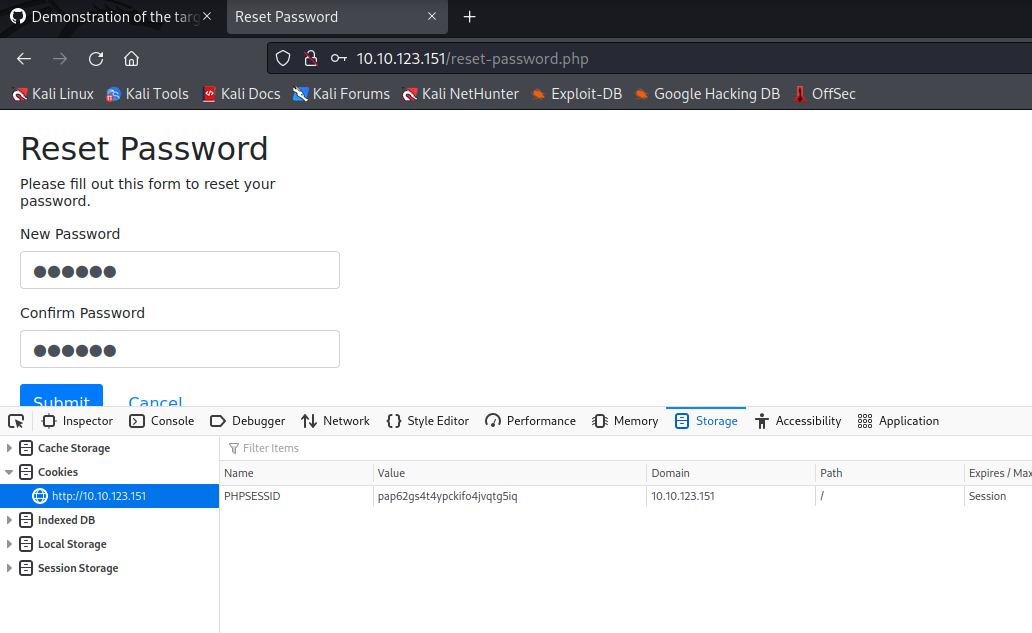 Demonstration of the targ
Reset Password
10.10.123.151/reset-password.php
Kali Linux Kali Tools Kali Docs Kali Forums Kali NetHunter Exploit-DB Google Hacking DB OffSec
Reset Password
Please fill out this form to reset your
password.
New Password
Confirm Password
Submit Cancel
Inspector Console Debugger Network Style Editor Performance Memory Storage Accessibility Application
Cache Storage
Cookies
http://10.10.123.151
Indexed DB
Local Storage
Session Storage
Filter Items
Name Value Domain Path Expires / Max
PHPSESSID pap62gs4t4ypckifo4jvqtg5iq 10.10.123.151 / Session